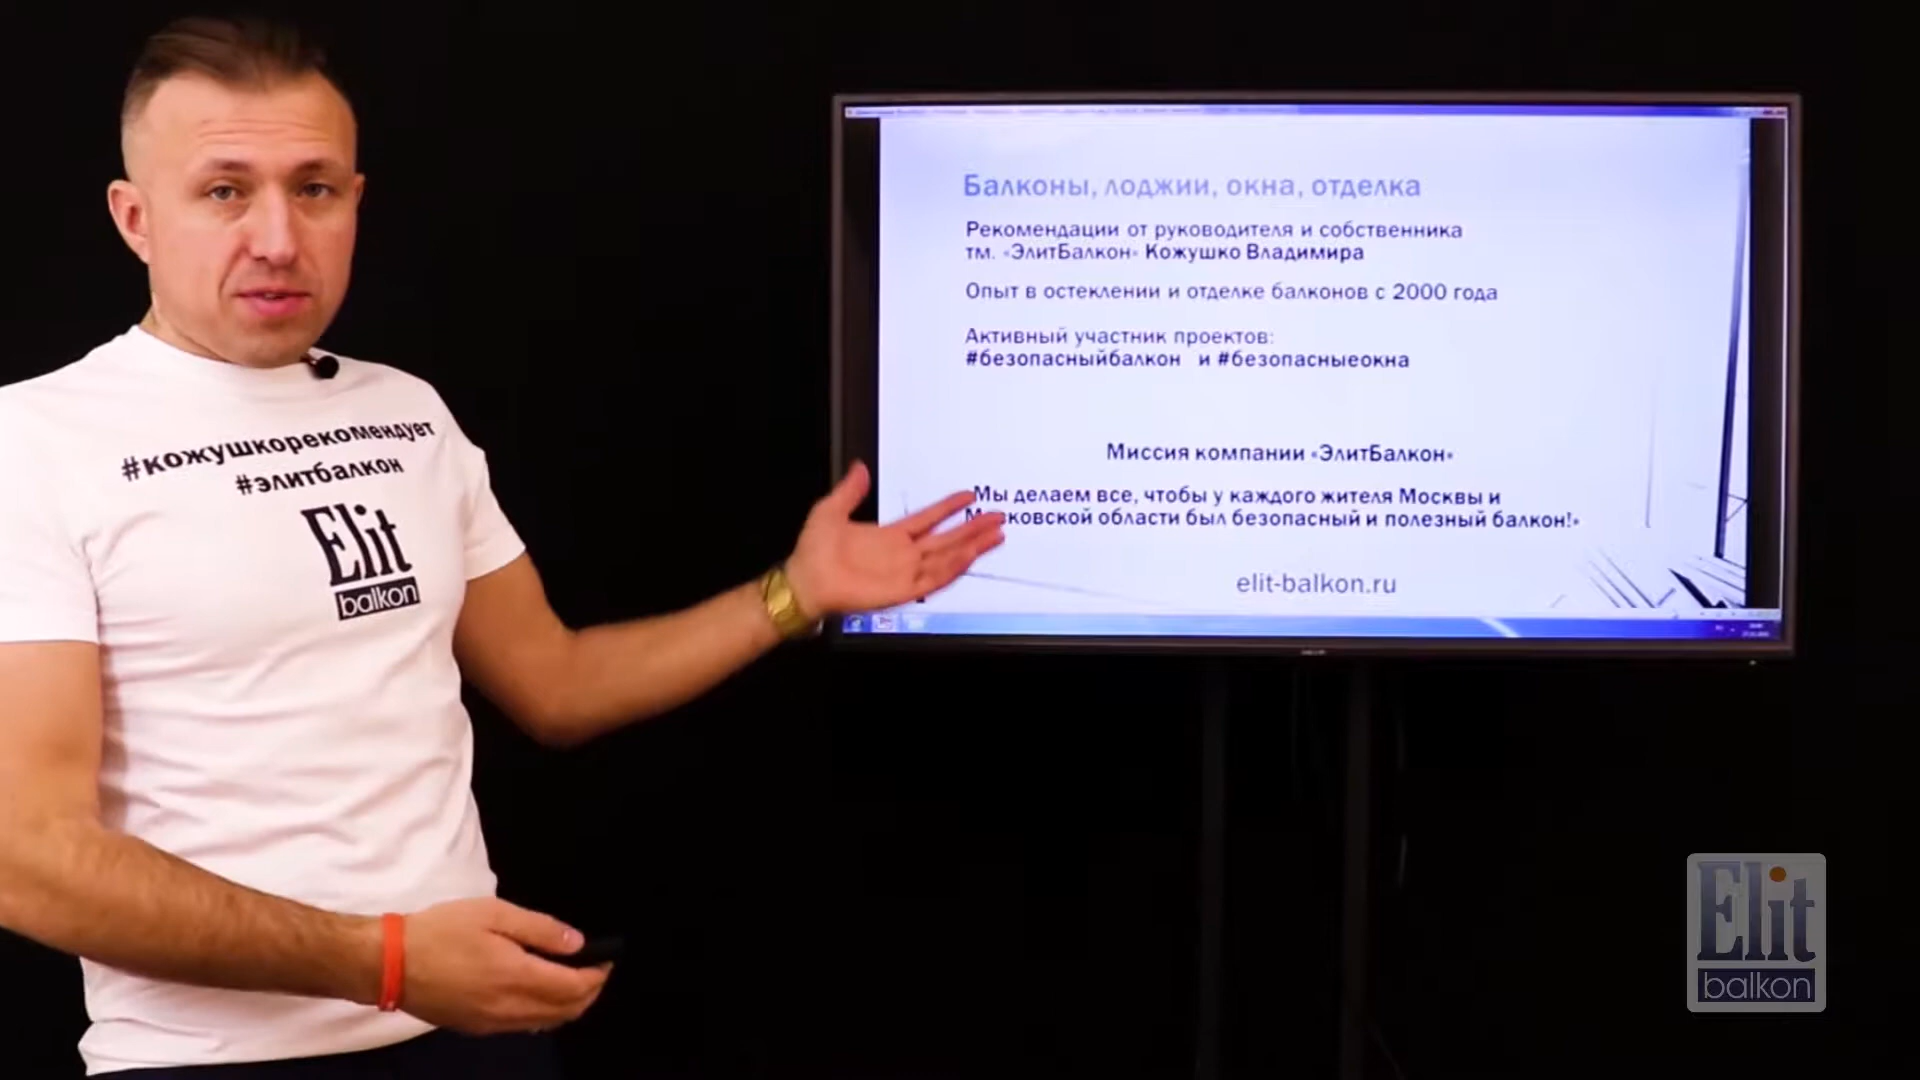 Балконы, лоджии, окна, отделка
Рекомендации от руководителя и собственника
тм. «ЭлитБалкон» Кожушко Владимира
Опыт в остеклении и отделке балконов с 2000 года
Активный участник проектов:
#безопасныйбалкон и #безопасныеокна
Миссия компании «ЭлитБалкон»
«Мы делаем все, чтобы у каждого жителя Москвы и
Московской области был безопасный и полезный балкон!»
elit-balkon.ru
#кожушкорекомендует
#элитбалкон
Elit
balkon
Elit
balkon